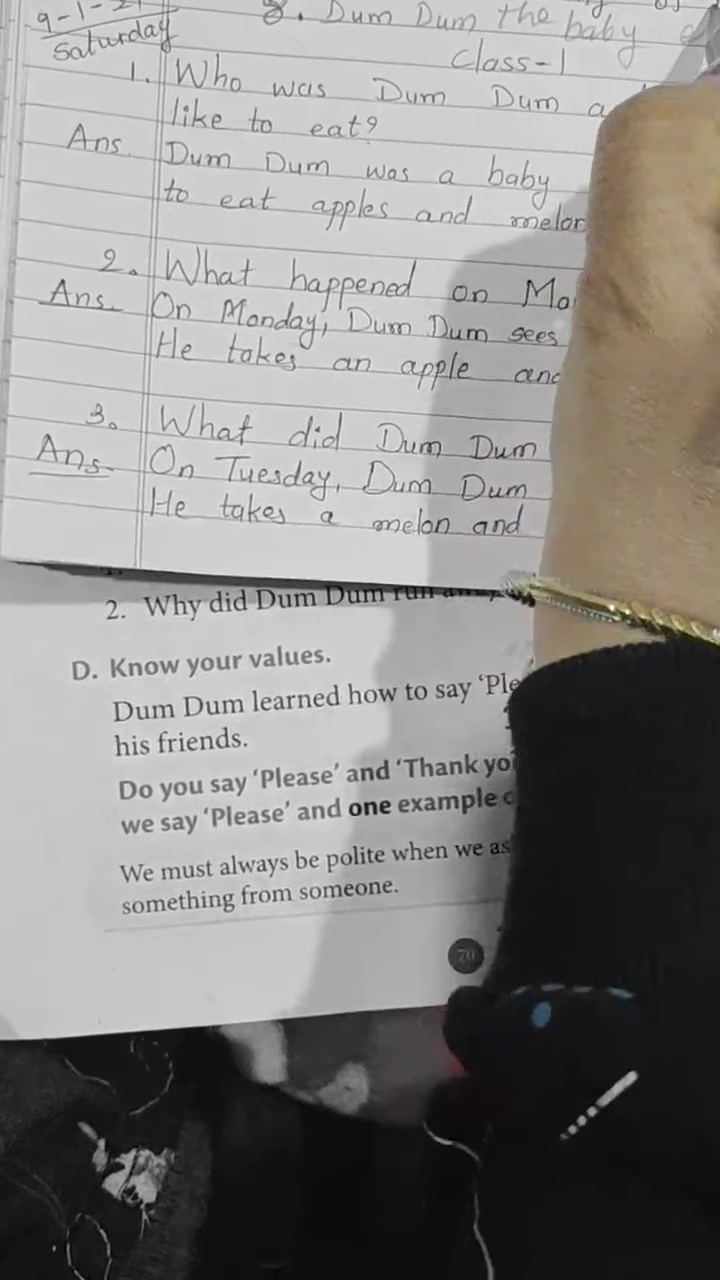 9-1-21
Saturday
8. Dum Dum the baby
Class-1
1. Who was Dum Dum a
like to eat?
Ans. Dum Dum was a baby
to eat apples and melon
2. What happened on Mo
Ans. On Monday, Dum Dum sees
He takes an apple and
3. What did Dum Dum
Ans. On Tuesday, Dum Dum
He takes a melon and
2. Why did Dum Dum run away
D. Know your values.
Dum Dum learned how to say ‘Ple
his friends.
Do you say ‘Please’ and ‘Thank yo
we say ‘Please’ and one example o
We must always be polite when we as
something from someone.
70